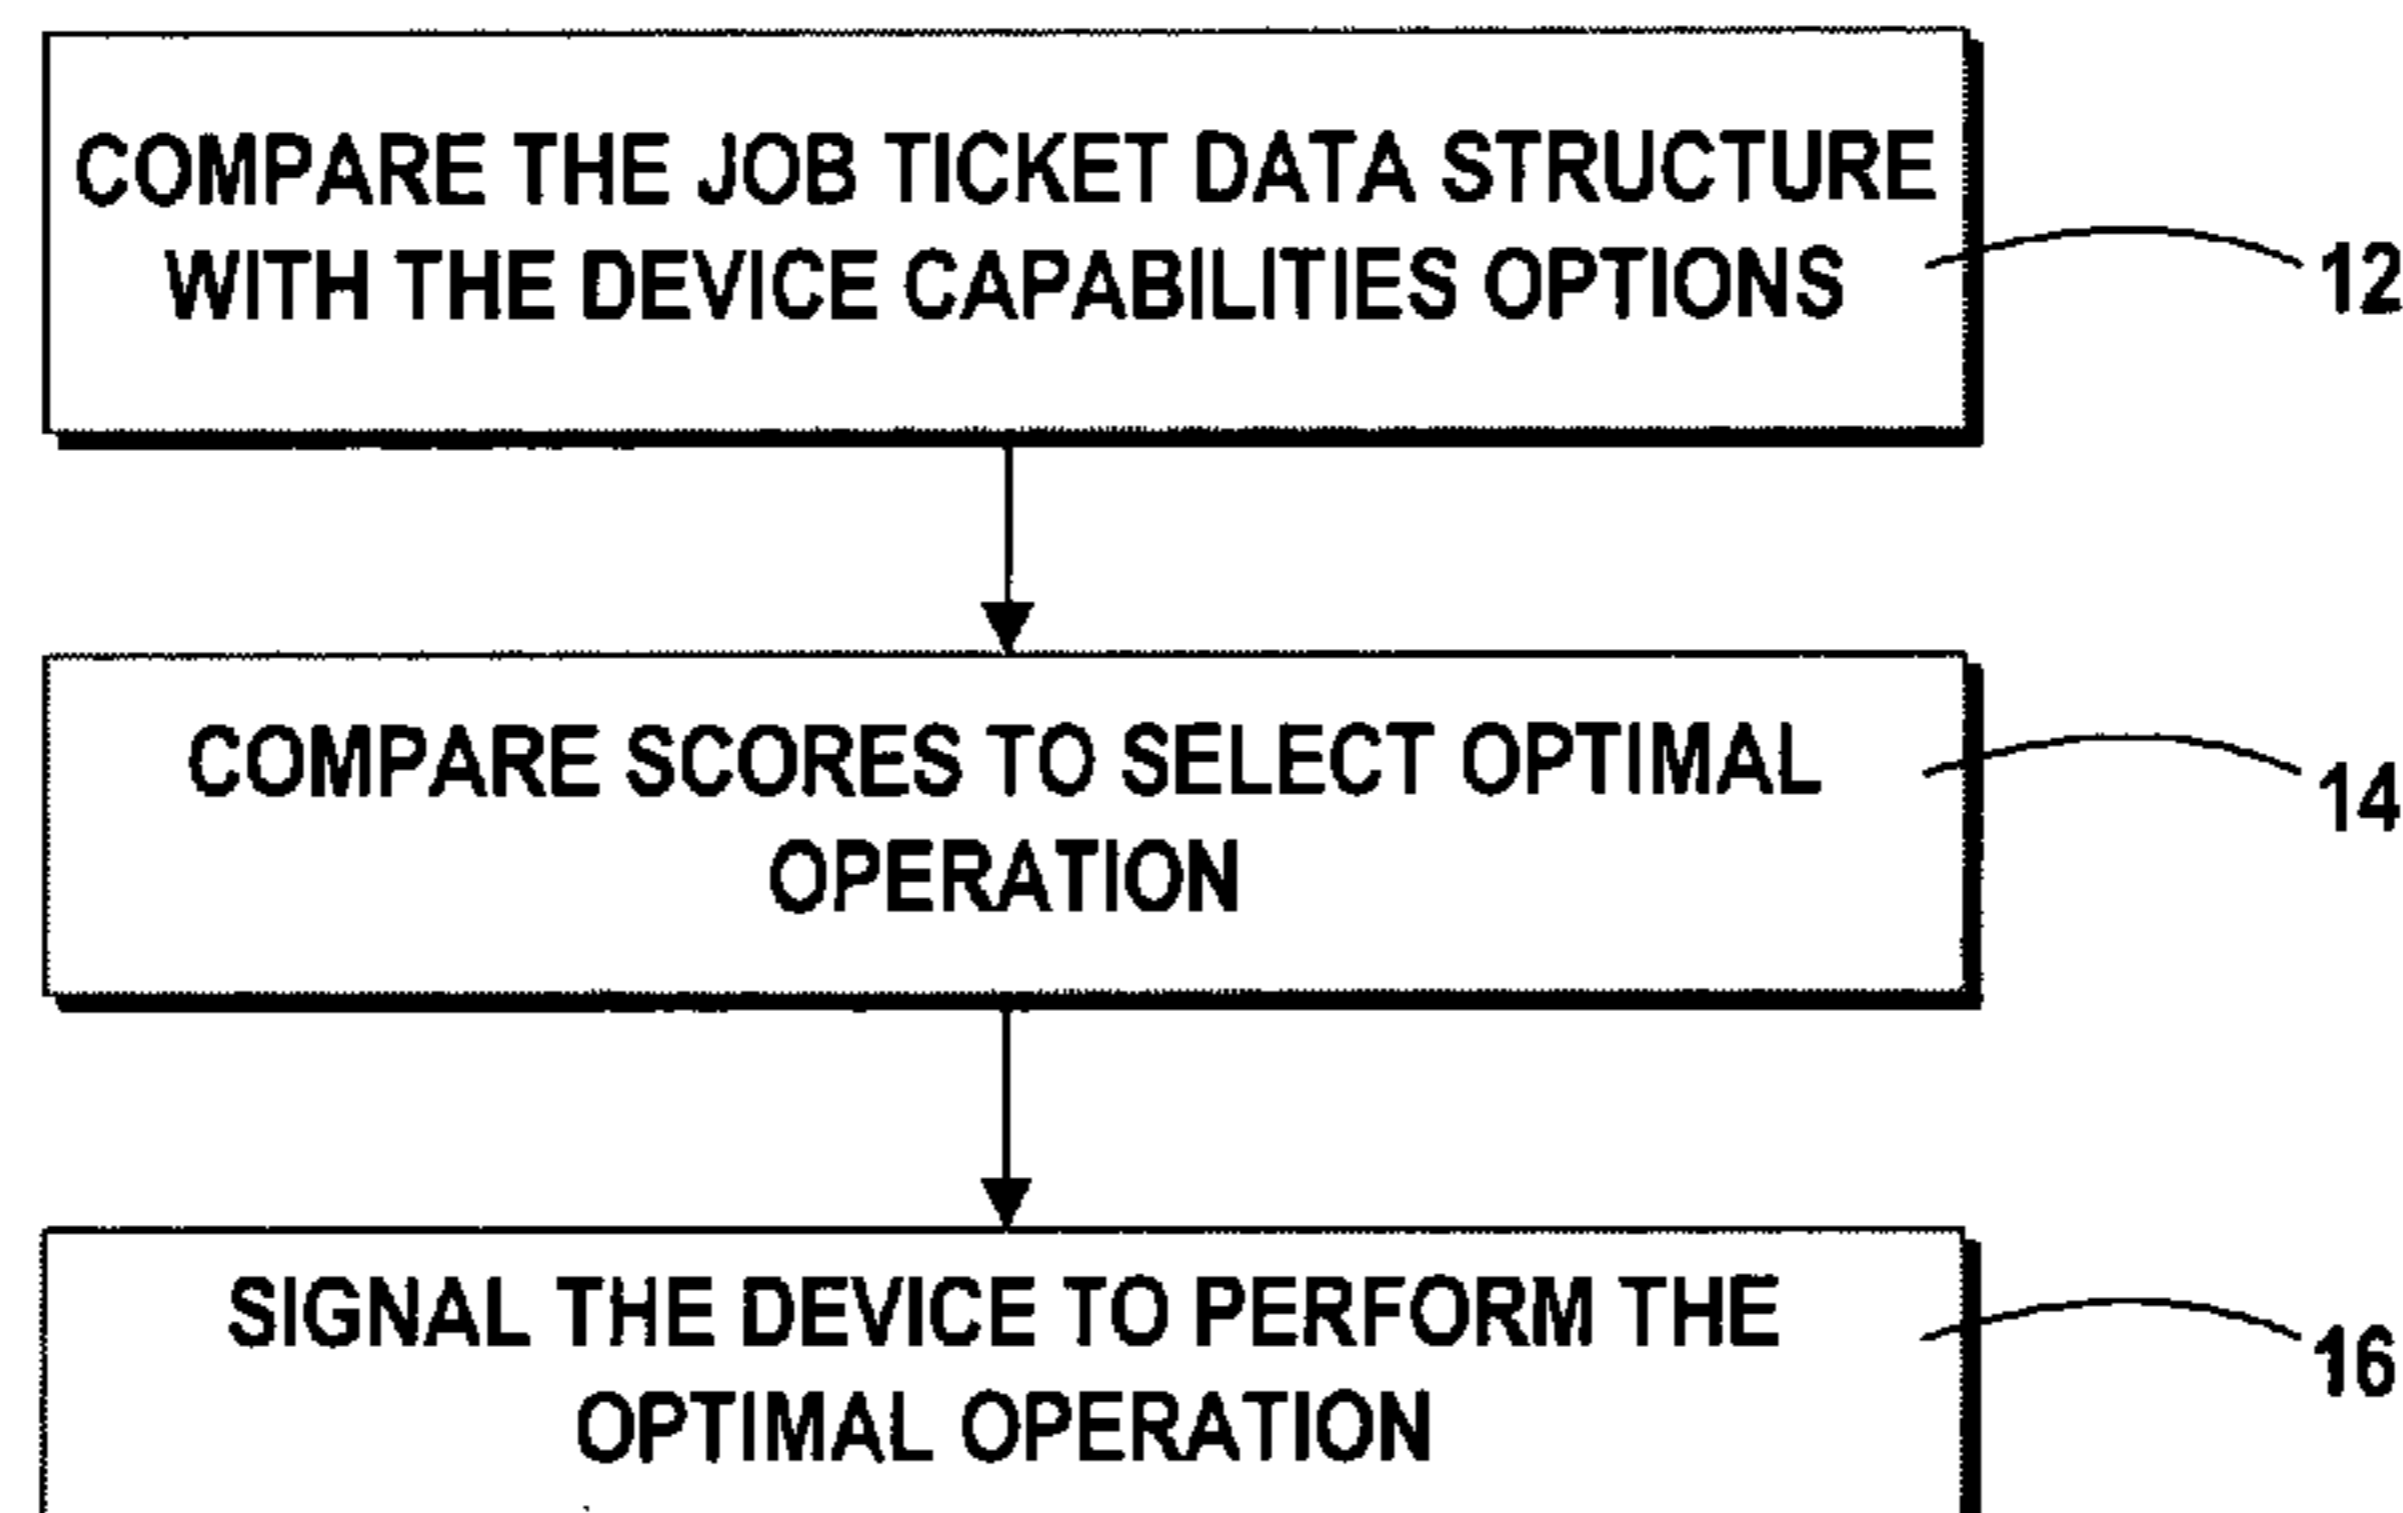 COMPARE THE JOB TICKET DATA STRUCTURE
WITH THE DEVICE CAPABILITIES OPTIONS
12
COMPARE SCORES TO SELECT OPTIMAL
OPERATION
14
SIGNAL THE DEVICE TO PERFORM THE
OPTIMAL OPERATION
16